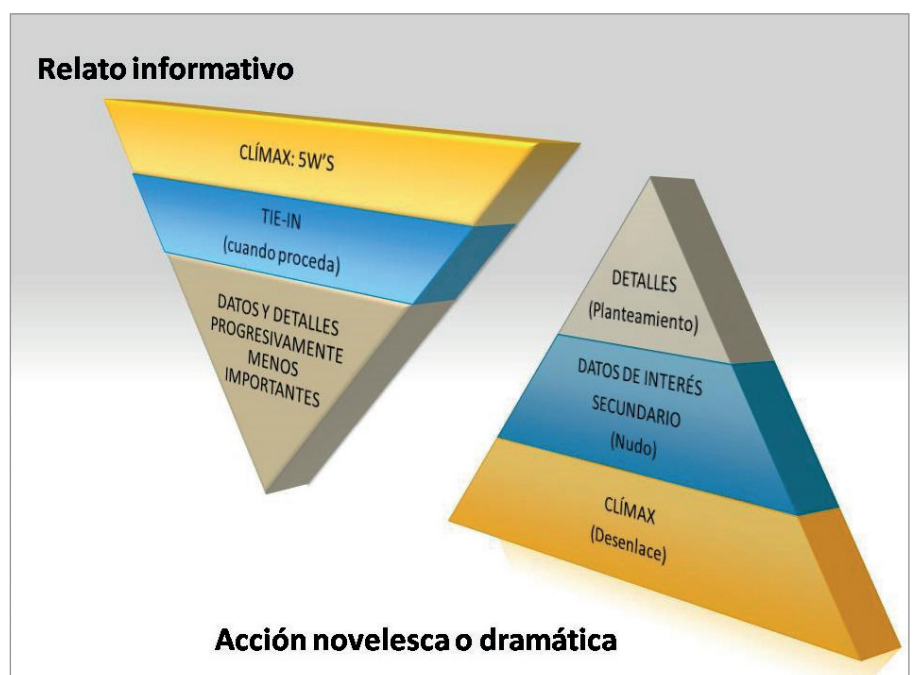 Relato informativo
CLÍMAX: 5W'S
TIE-IN
(cuando proceda)
DATOS Y DETALLES
PROGRESIVAMENTE
MENOS
IMPORTANTES
DETALLES
(Planteamiento)
DATOS DE INTERÉS
SECUNDARIO
(Nudo)
CLÍMAX
(Desenlace)
Acción novelesca o dramática